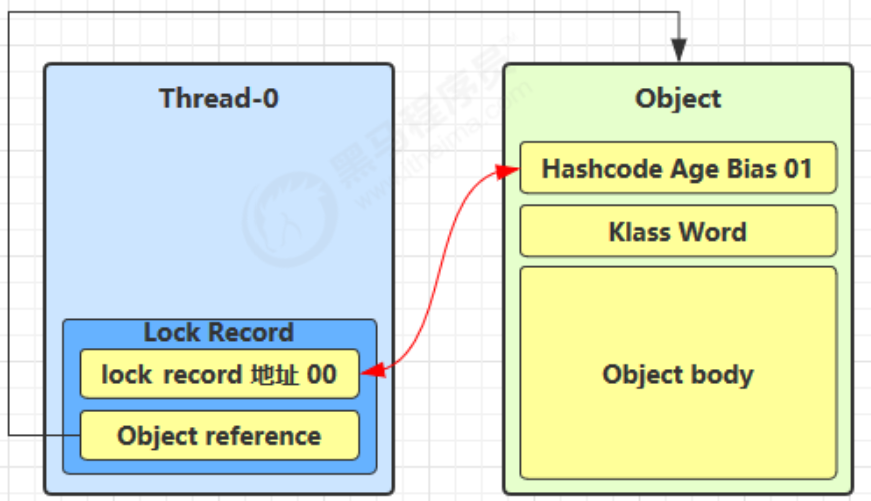 Thread-0
Object
Hashcode Age Bias 01
Klass Word
Object body
Lock Record
lock record 地址 00
Object reference
黑马程序员
www.itheima.com